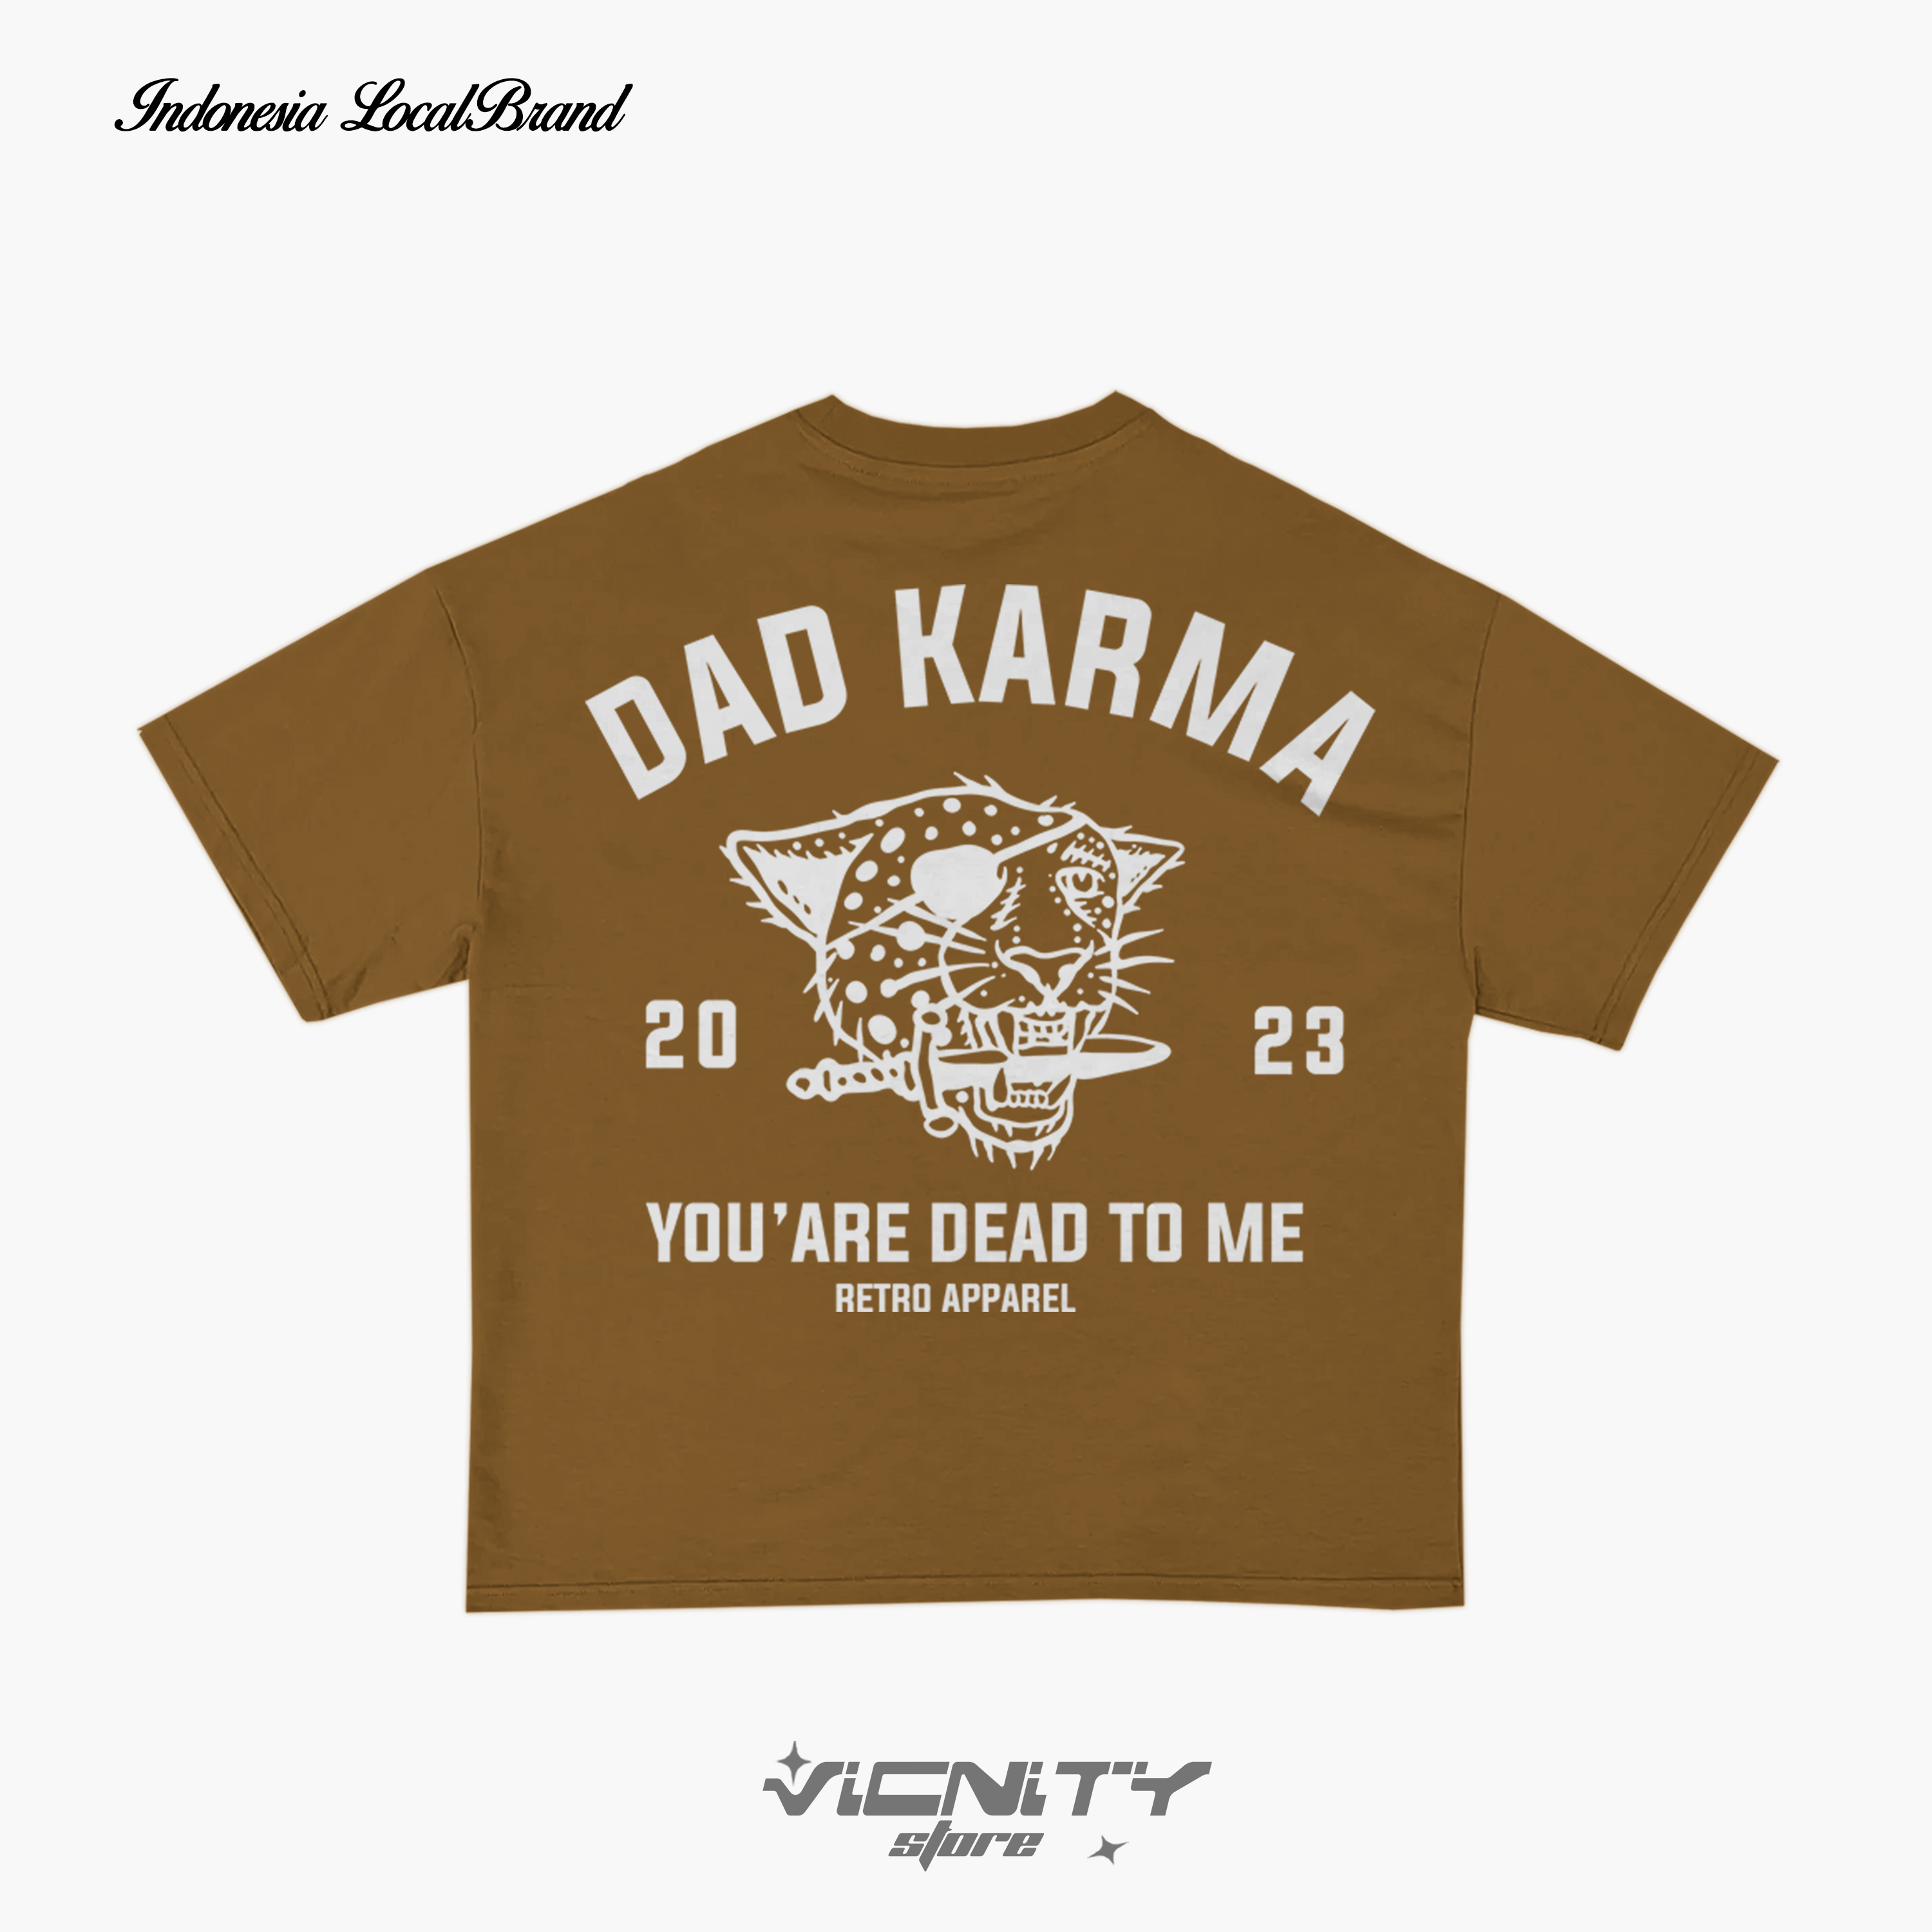 Indonesia LocalBrand
DAD KARMA
20 23
YOU'ARE DEAD TO ME
RETRO APPAREL
ViCNiTY
store